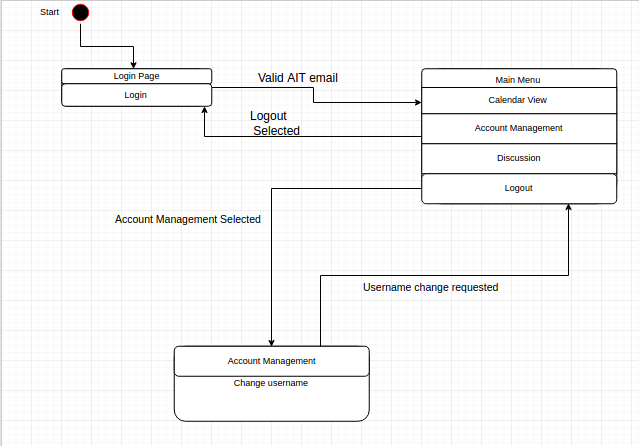 Start
Login Page
Login
Valid AIT email
Logout
Selected
Main Menu
Calendar View
Account Management
Discussion
Logout
Account Management Selected
Username change requested
Account Management
Change username